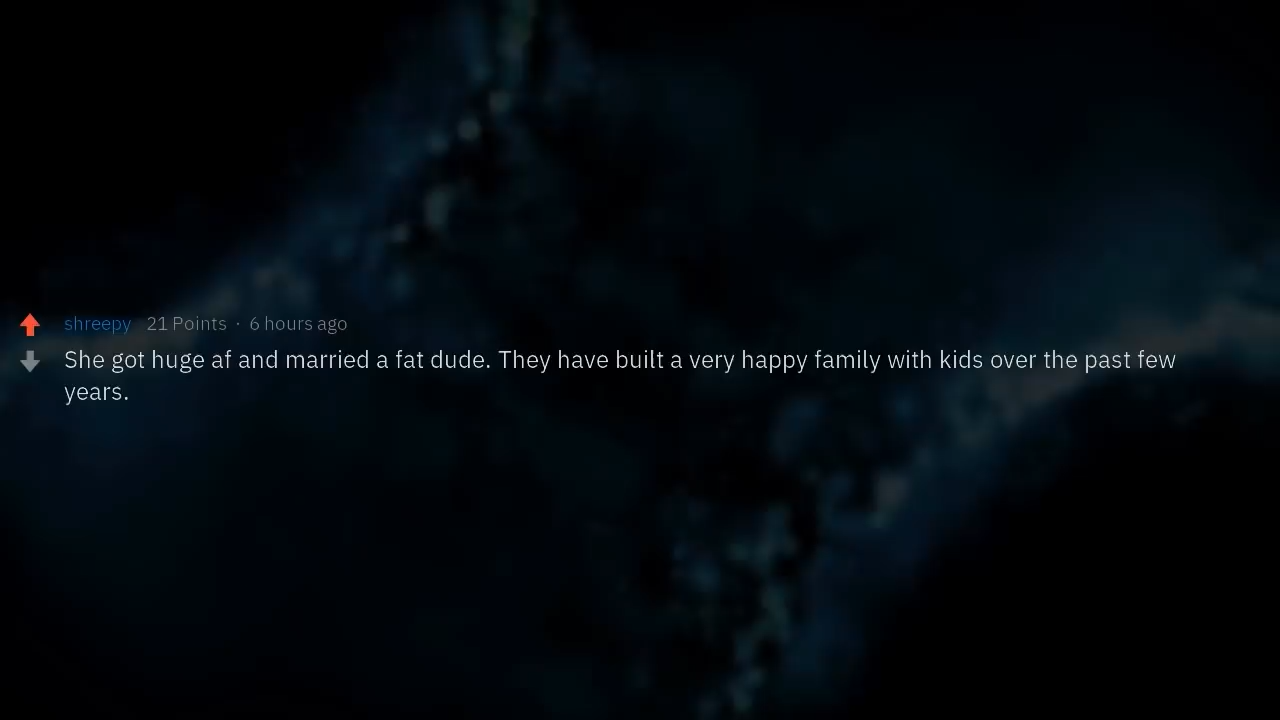 shreepy 21 Points · 6 hours ago
She got huge af and married a fat dude. They have built a very happy family with kids over the past few
years.